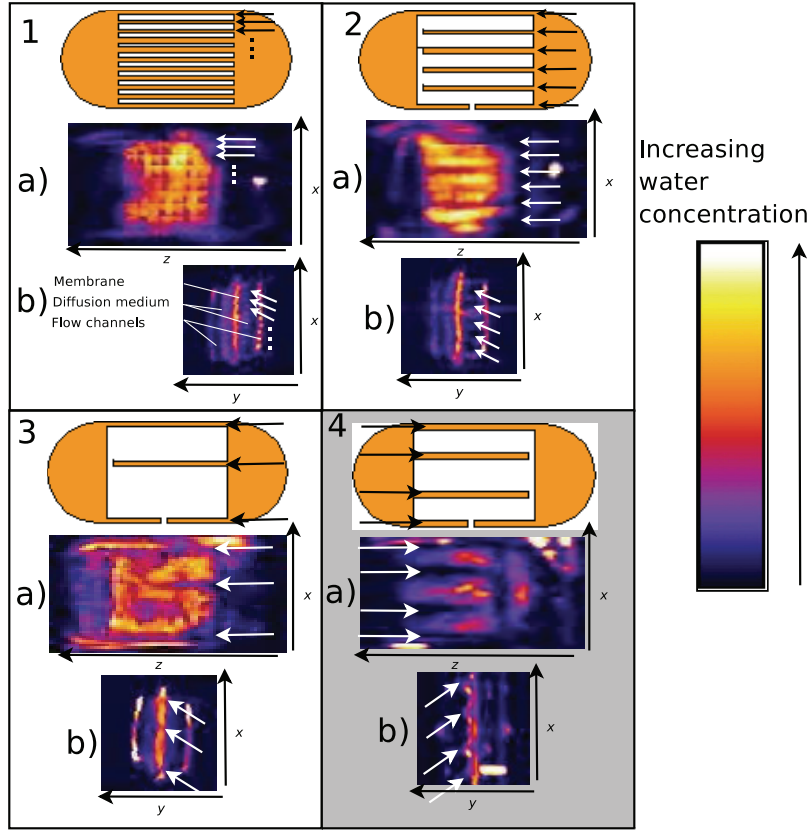 1
a)
x
z
b)
Membrane
Diffusion medium
Flow channels
x
y
2
a)
x
z
b)
x
y
Increasing
water
concentration
3
a)
x
z
b)
x
y
4
a)
x
z
b)
x
y